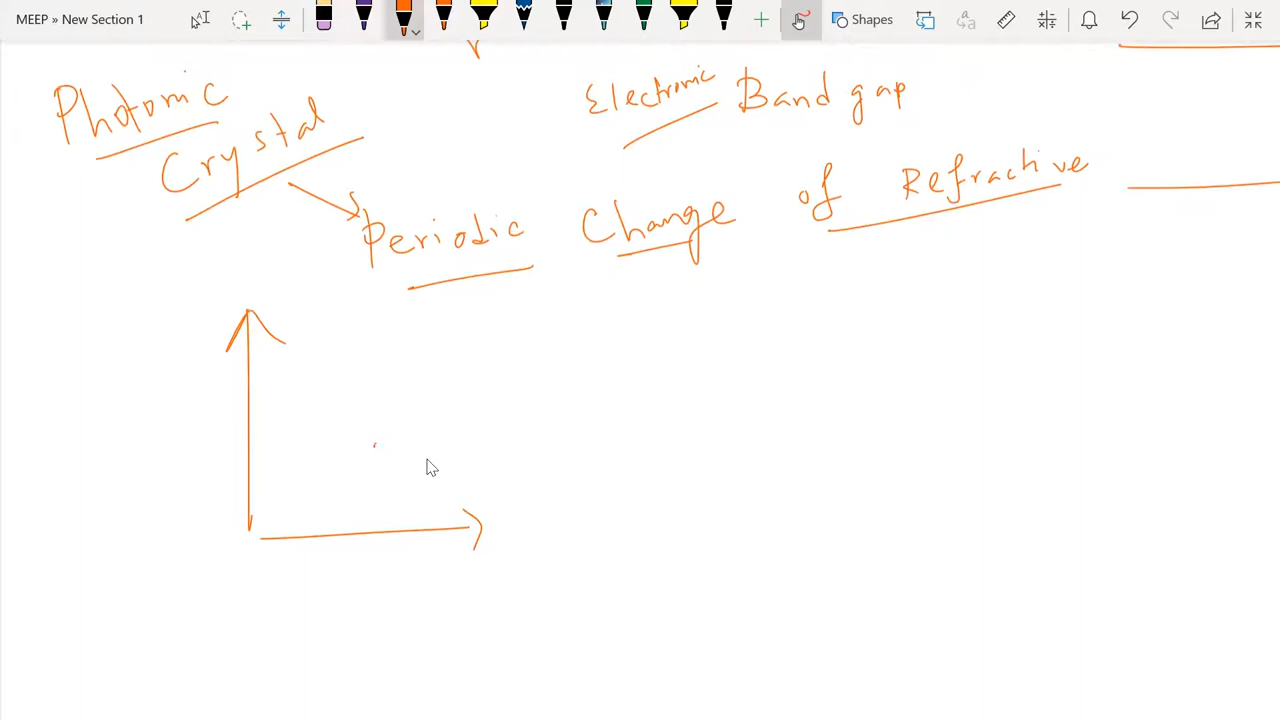 MEEP » New Section 1
Shapes
Photonic
Crystal
Electronic Band gap
Periodic Change of Refractive